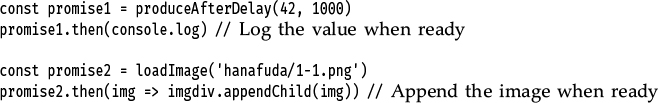 const promise1 = produceAfterDelay(42, 1000)
promise1.then(console.log) // Log the value when ready
const promise2 = loadImage('hanafuda/1-1.png')
promise2.then(img => imgdiv.appendChild(img)) // Append the image when ready